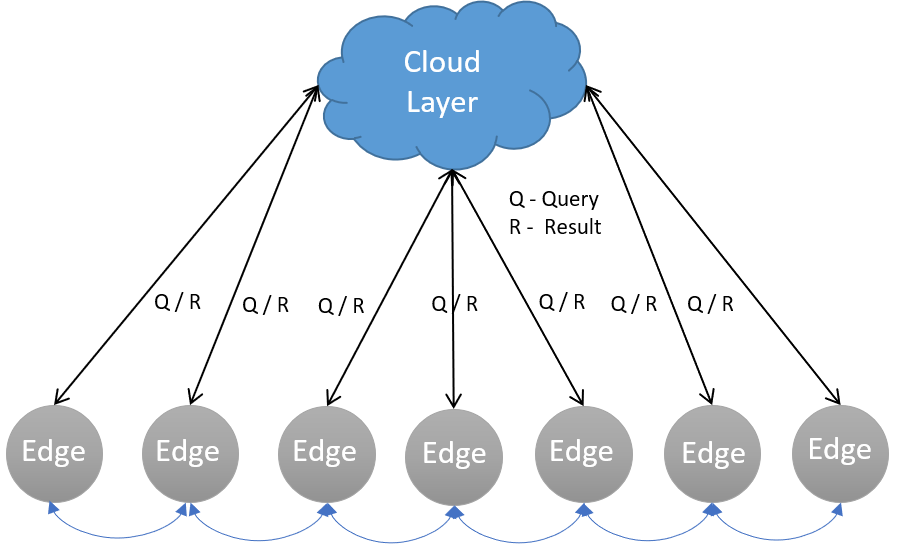 Cloud
Layer
Q - Query
R - Result
Q / R
Q / R
Q / R
Q / R
Q / R
Q / R
Q / R
Edge
Edge
Edge
Edge
Edge
Edge
Edge